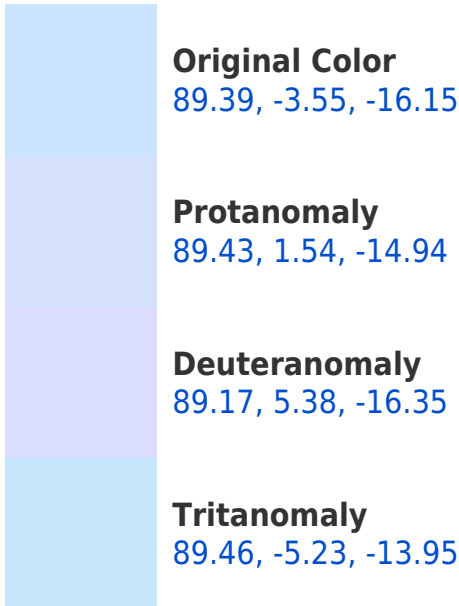 Original Color
89.39, -3.55, -16.15
Protanomaly
89.43, 1.54, -14.94
Deuteranomaly
89.17, 5.38, -16.35
Tritanomaly
89.46, -5.23, -13.95